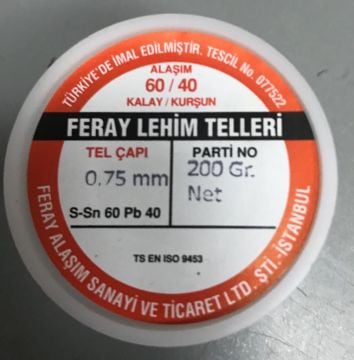 TÜRKİYE'DE İMAL EDİLMİŞTİR. TESCİL No. 077522
ALAŞIM
60 / 40
KALAY / KURŞUN
FERAY LEHİM TELLERİ
TEL ÇAPI
0.75 mm
S-Sn 60 Pb 40
PARTİ NO
200 Gr.
Net
TS EN ISO 9453
FERAY ALAŞIM SANAYİ VE TİCARET LTD. ŞTİ.-İSTANBUL